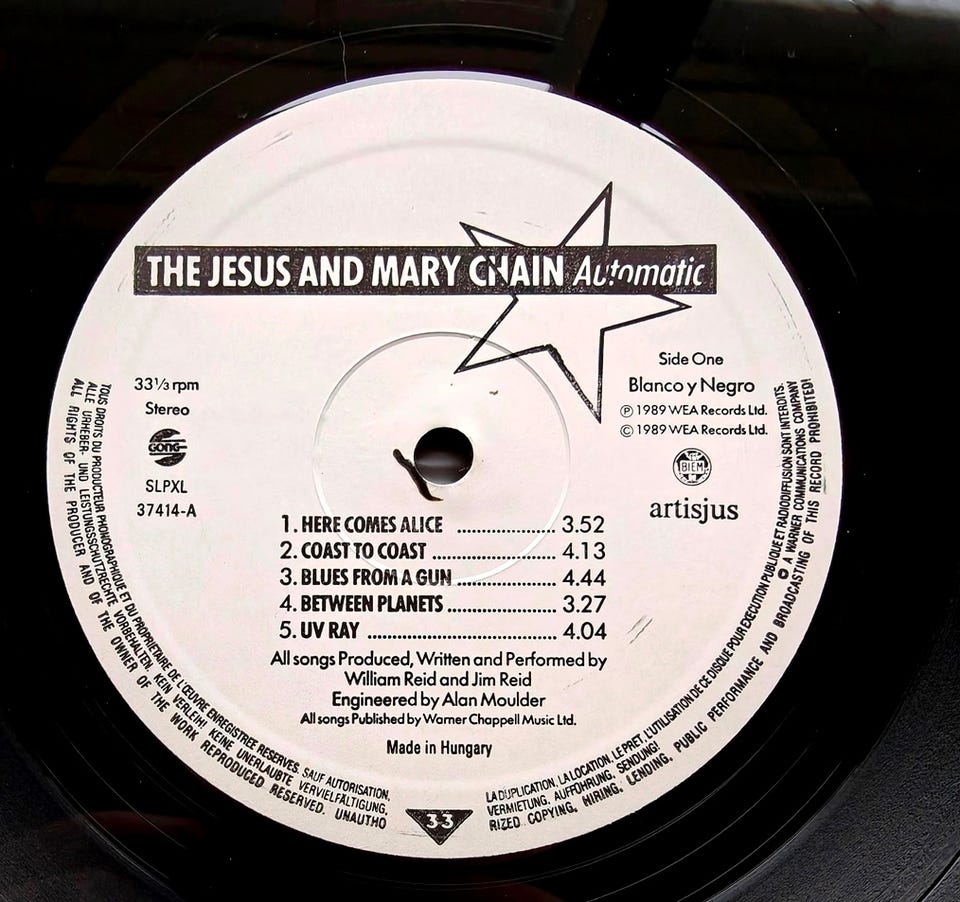 THE JESUS AND MARY CHAIN Automatic
33⅓ rpm
Stereo
GONG
SLPXL
37414-A
Side One
Blanco y Negro
Ⓟ 1989 WEA Records Ltd.
© 1989 WEA Records Ltd.
BIEM
artisjus
1. HERE COMES ALICE .................... 3.52
2. COAST TO COAST ......................... 4.13
3. BLUES FROM A GUN ..................... 4.44
4. BETWEEN PLANETS ...................... 3.27
5. UV RAY ...................................... 4.04
All songs Produced, Written and Performed by
William Reid and Jim Reid
Engineered by Alan Moulder
All songs Published by Warner Chappell Music Ltd.
Made in Hungary
33
TOUS DROITS DU PRODUCTEUR PHONOGRAPHIQUE ET DU PROPRIETAIRE DE L'ŒUVRE ENREGISTREE RESERVES. SAUF AUTORISATION,
LA DUPLICATION, LA LOCATION, LE PRET, L'UTILISATION DE CE DISQUE POUR EXECUTION PUBLIQUE ET RADIODIFFUSION SONT INTERDITS.
ALLE URHEBER- UND LEISTUNGSSCHUTZRECHTE VORBEHALTEN. KEIN VERLEIH! KEINE UNERLAUBTE VERVIELFÄLTIGUNG,
VERMIETUNG, AUFFÜHRUNG, SENDUNG! © A WARNER COMMUNICATIONS COMPANY
ALL RIGHTS OF THE PRODUCER AND OF THE OWNER OF THE WORK REPRODUCED RESERVED. UNAUTHO
RIZED COPYING, HIRING, LENDING, PUBLIC PERFORMANCE AND BROADCASTING OF THIS RECORD PROHIBITED!